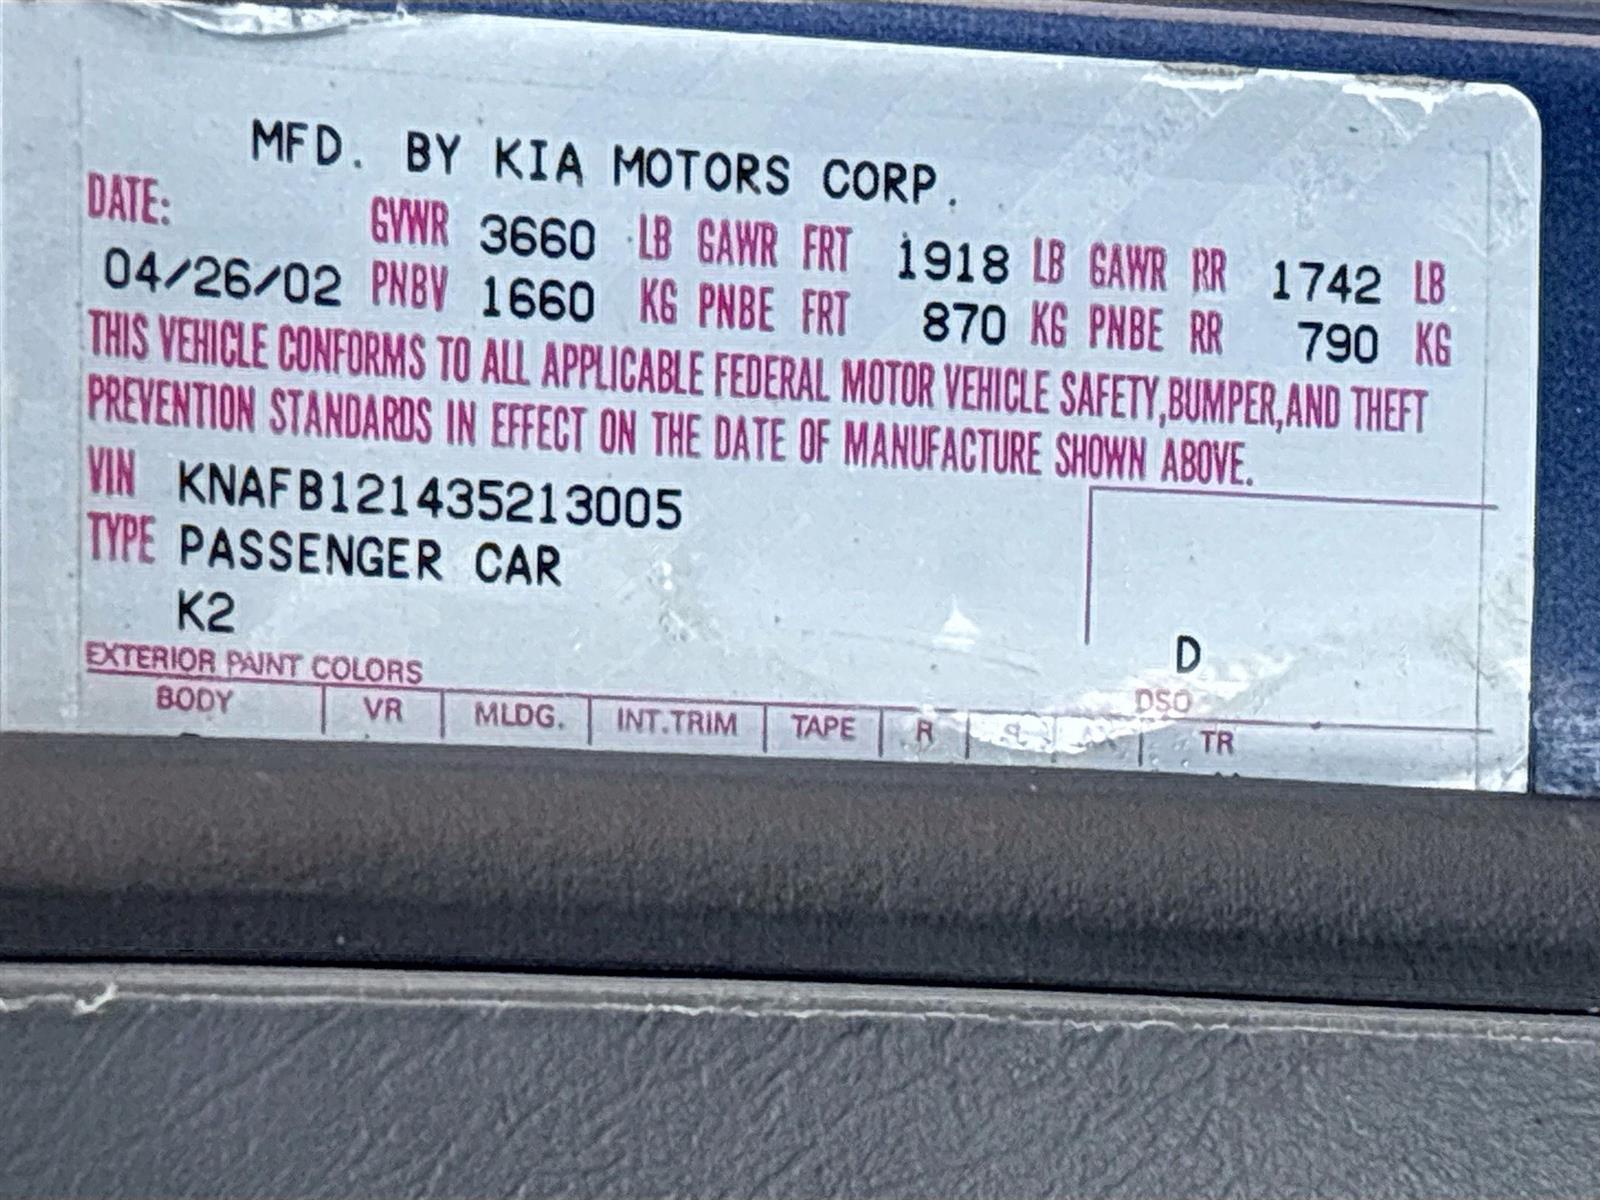 MFD. BY KIA MOTORS CORP.
DATE: GVWR 3660 LB GAWR FRT 1918 LB GAWR RR 1742 LB
04/26/02 PNBV 1660 KG PNBE FRT 870 KG PNBE RR 790 KG
THIS VEHICLE CONFORMS TO ALL APPLICABLE FEDERAL MOTOR VEHICLE SAFETY,BUMPER,AND THEFT
PREVENTION STANDARDS IN EFFECT ON THE DATE OF MANUFACTURE SHOWN ABOVE.
VIN KNAFB121435213005
TYPE PASSENGER CAR
K2
D
EXTERIOR PAINT COLORS
DSO
BODY VR MLDG. INT.TRIM TAPE R TR